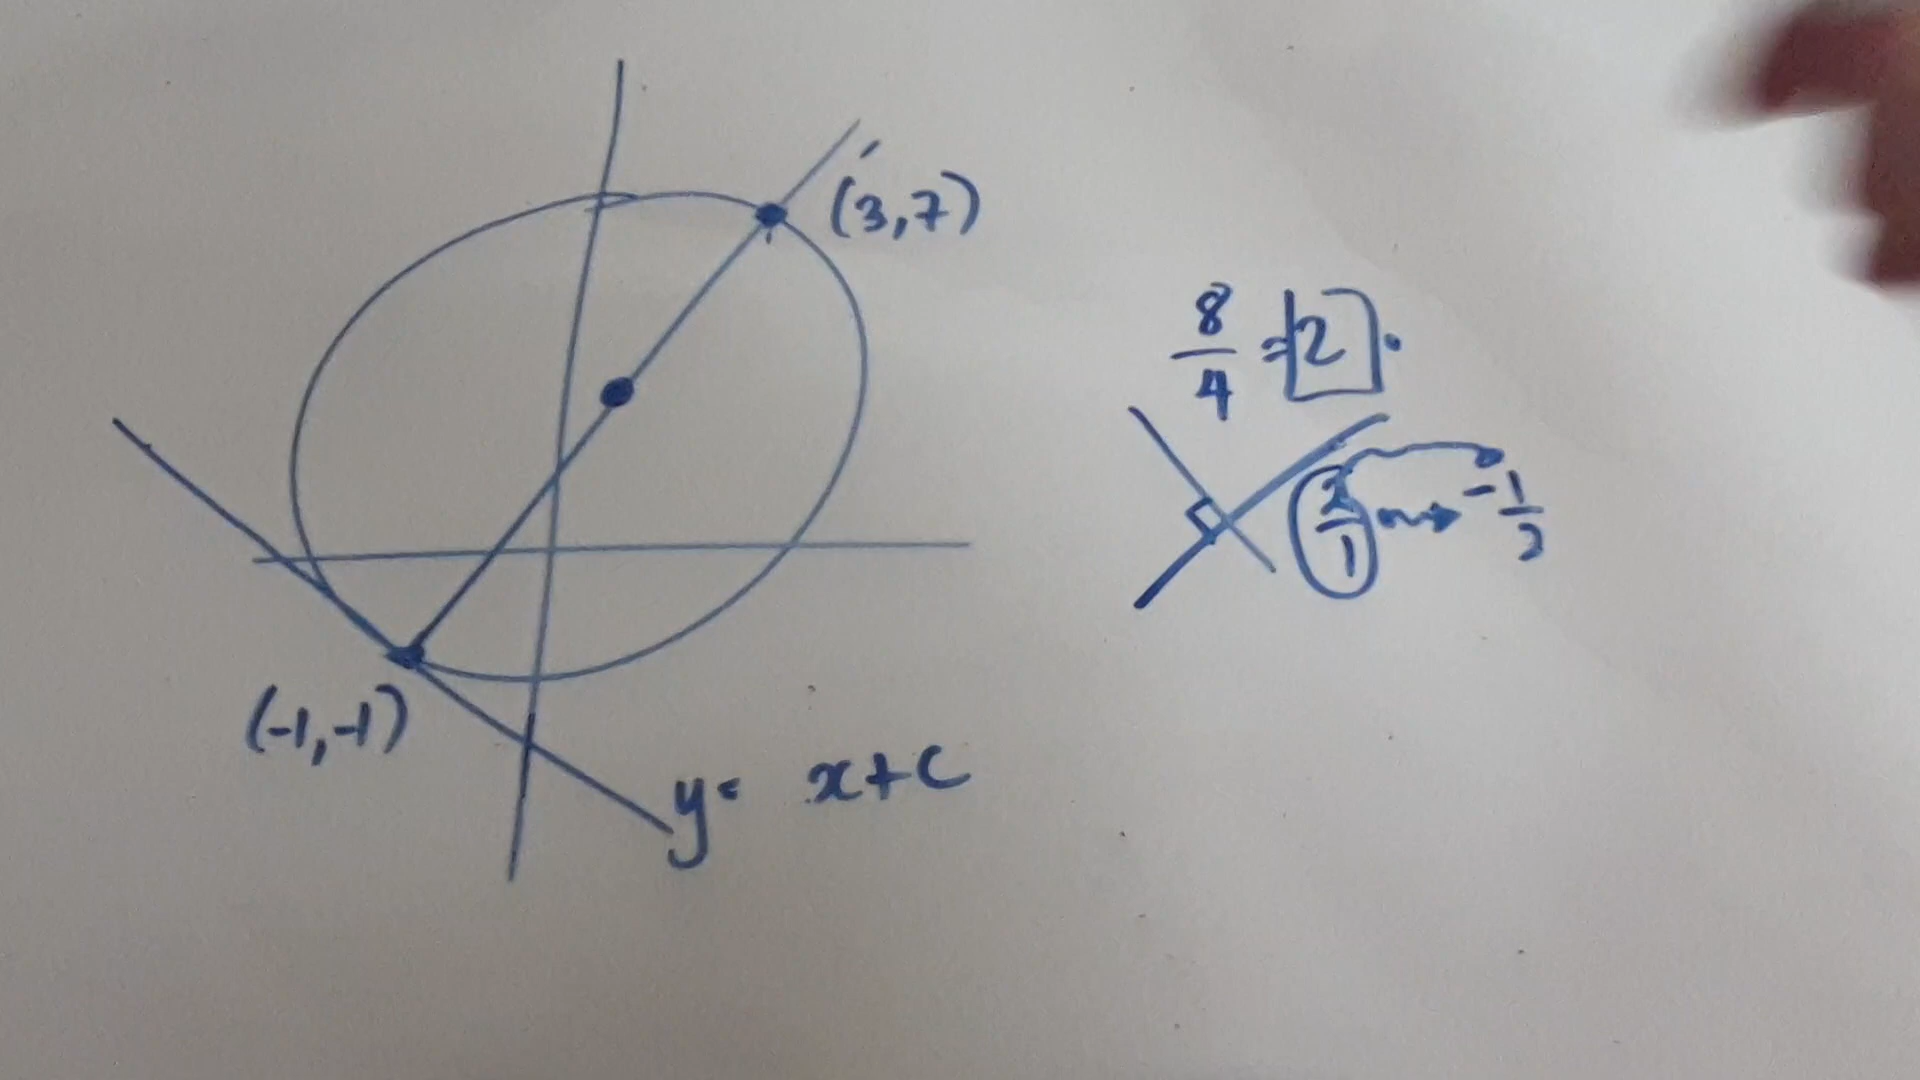 (3,7)
8/4 = 2
2/1 → -1/2
(-1,-1)
y= x+c